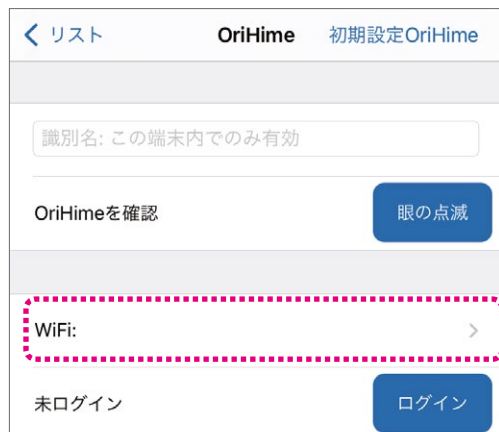 リスト OriHime 初期設定OriHime
識別名: この端末内でのみ有効
OriHimeを確認 眼の点滅
WiFi:
未ログイン ログイン